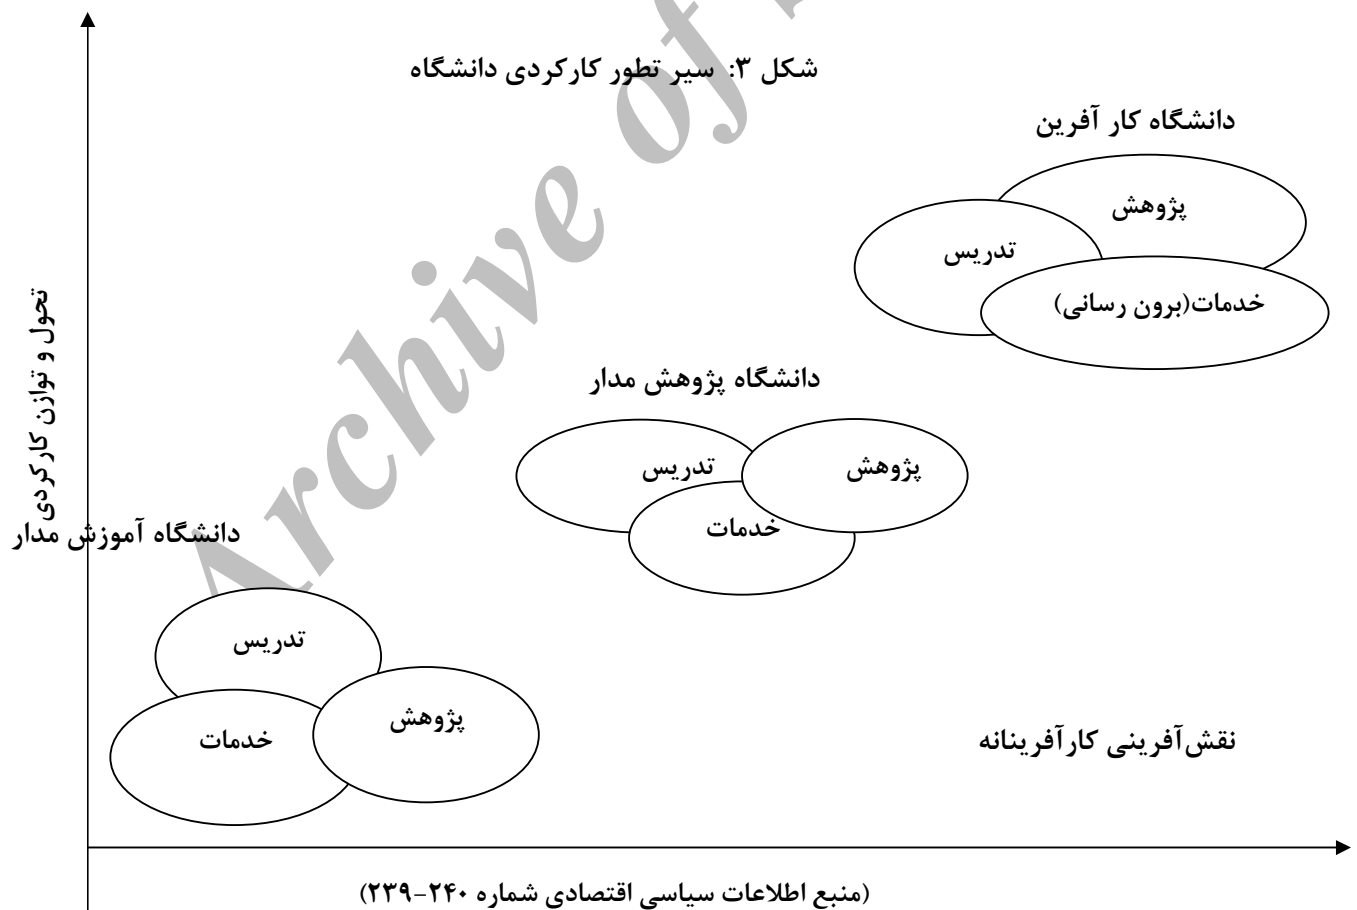 شکل ۳: سیر تطور کارکردی دانشگاه
دانشگاه کار آفرین
پژوهش
تدریس
خدمات(برون رسانی)
دانشگاه پژوهش مدار
تدریس
پژوهش
خدمات
تحول و توازن کارکردی
دانشگاه آموزش مدار
تدریس
پژوهش
خدمات
نقش‌آفرینی کارآفرینانه
(منبع اطلاعات سیاسی اقتصادی شماره ۲۴۰-۲۳۹)
Archive of